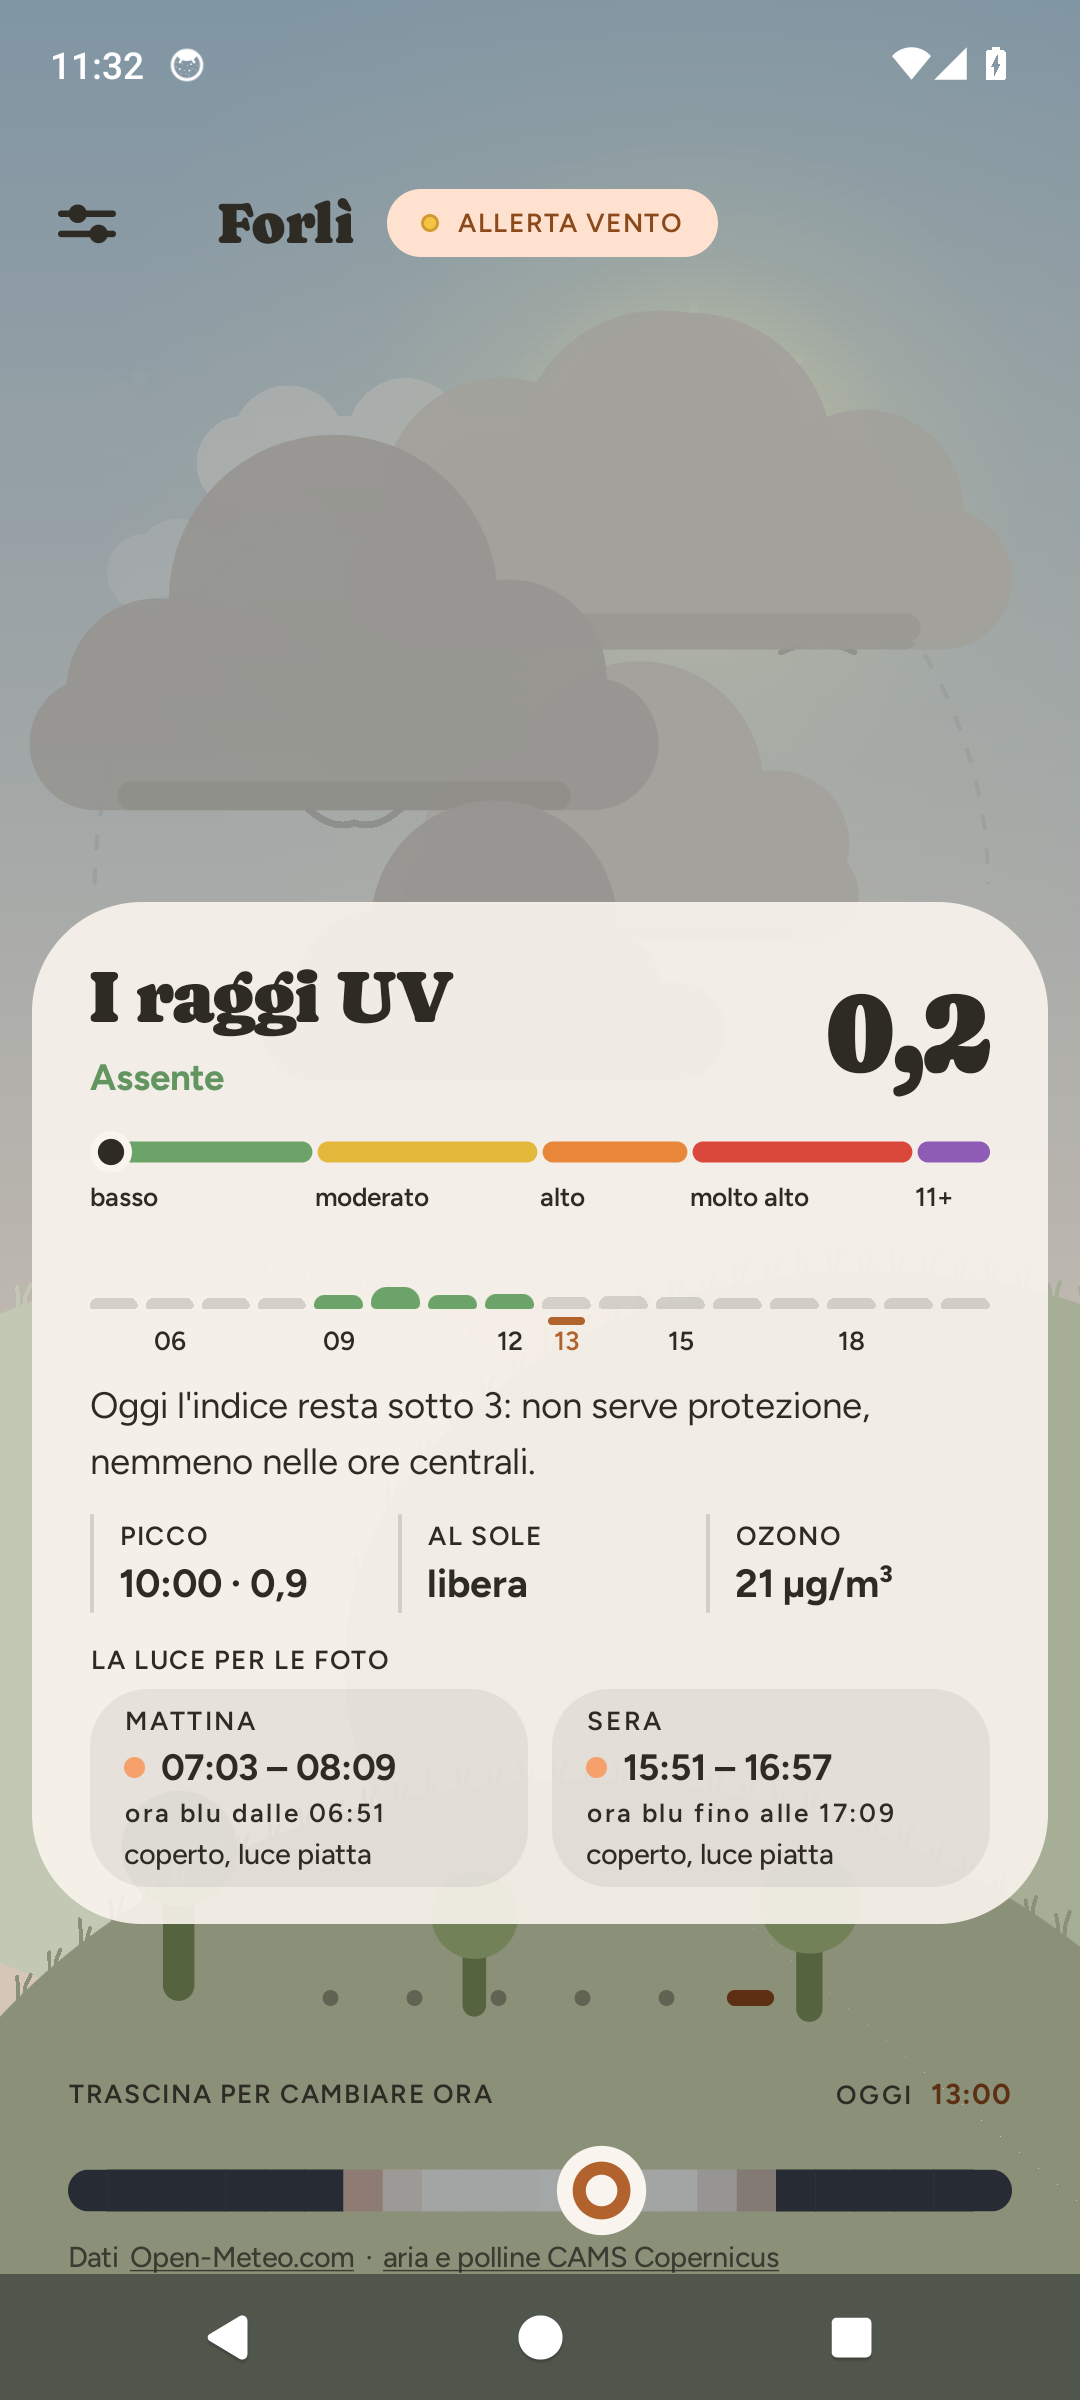 11:32
Forlì
ALLERTA VENTO
I raggi UV
0,2
Assente
basso moderato alto molto alto 11+
06 09 12 13 15 18
Oggi l'indice resta sotto 3: non serve protezione,
nemmeno nelle ore centrali.
PICCO AL SOLE OZONO
10:00 · 0,9 libera 21 µg/m³
LA LUCE PER LE FOTO
MATTINA
07:03 – 08:09
ora blu dalle 06:51
coperto, luce piatta
SERA
15:51 – 16:57
ora blu fino alle 17:09
coperto, luce piatta
TRASCINA PER CAMBIARE ORA OGGI 13:00
Dati Open-Meteo.com · aria e polline CAMS Copernicus